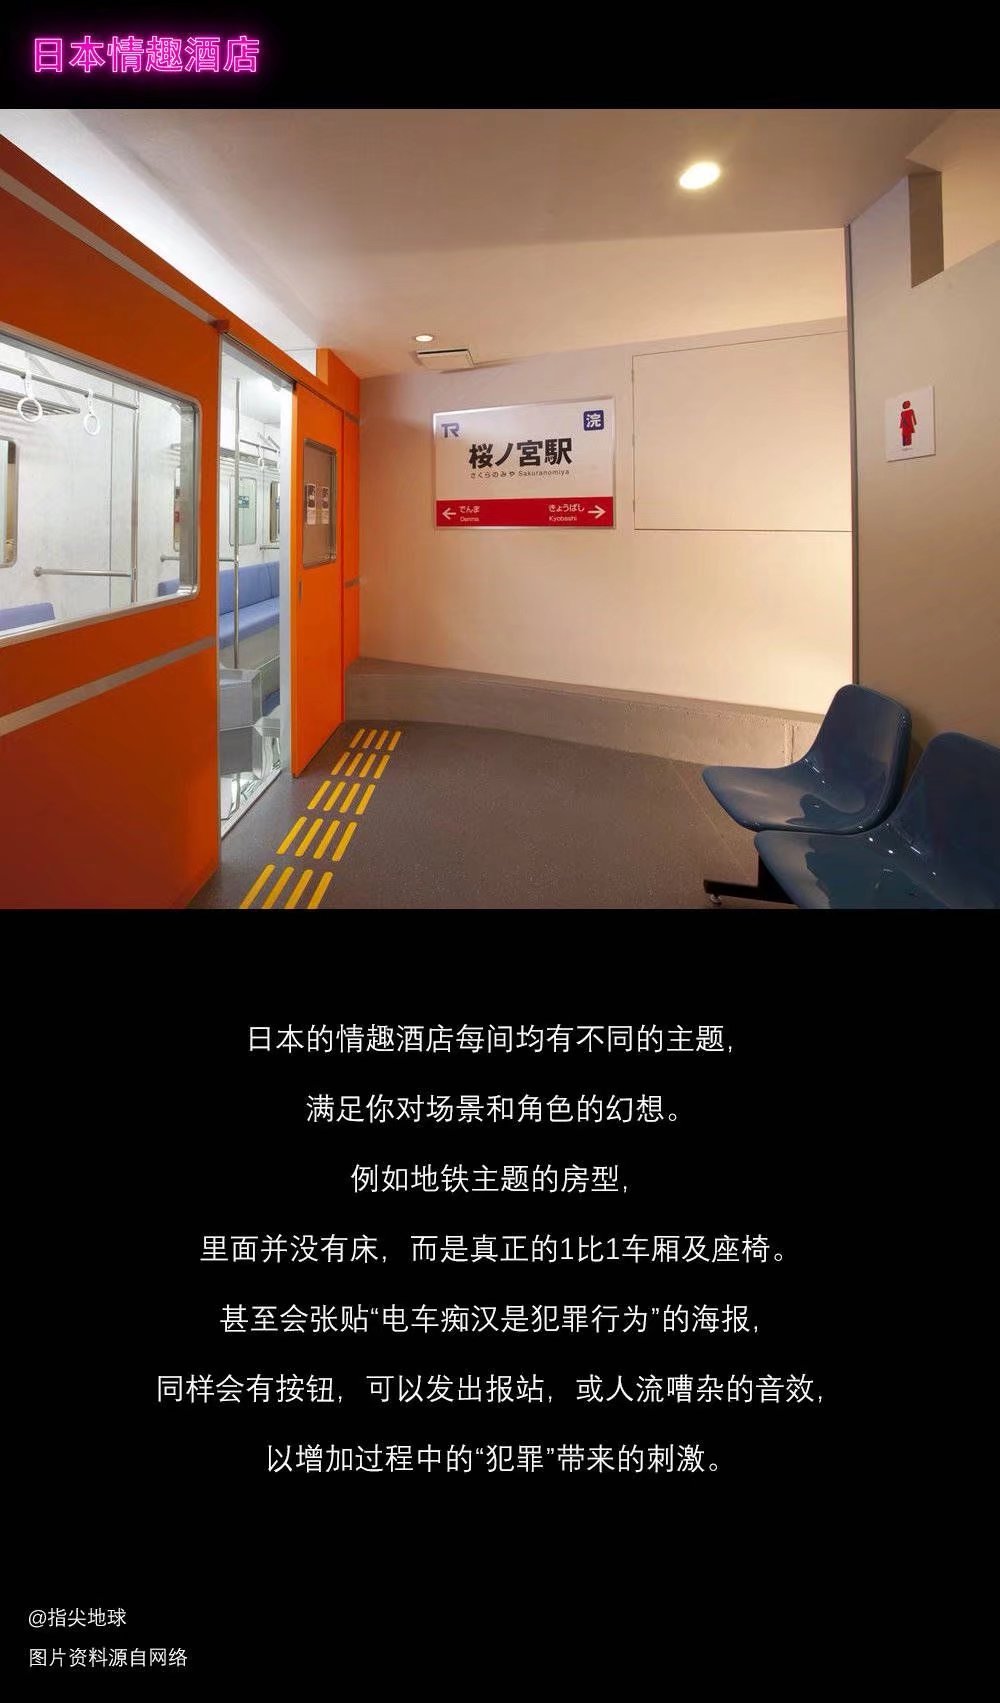 日本情趣酒店
TR
浣
桜ノ宮駅
さくらのみや Sakuranomiya
でんま
きょうばし
Denma
Kyobashi
日本的情趣酒店每间均有不同的主题,
满足你对场景和角色的幻想。
例如地铁主题的房型,
里面并没有床, 而是真正的1比1车厢及座椅。
甚至会张贴“电车痴汉是犯罪行为”的海报,
同样会有按钮, 可以发出报站, 或人流嘈杂的音效,
以增加过程中的“犯罪”带来的刺激。
@指尖地球
图片资料源自网络